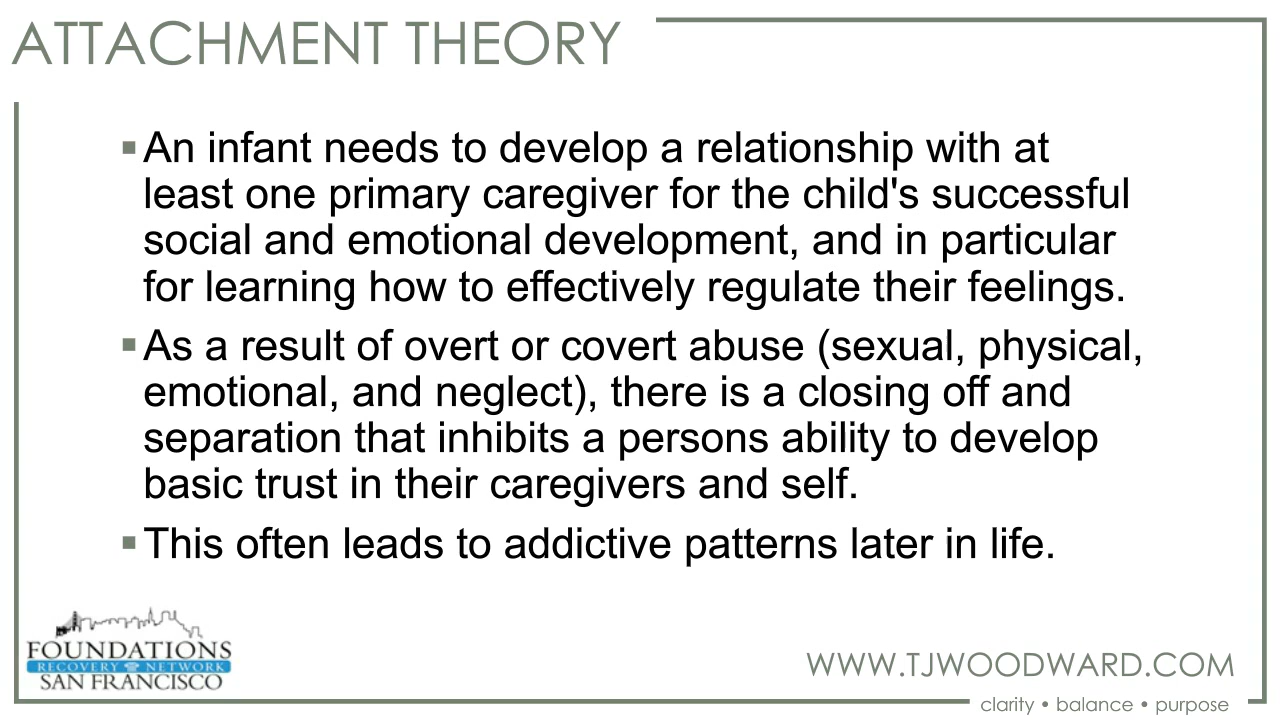 ATTACHMENT THEORY
An infant needs to develop a relationship with at
least one primary caregiver for the child's successful
social and emotional development, and in particular
for learning how to effectively regulate their feelings.
As a result of overt or covert abuse (sexual, physical,
emotional, and neglect), there is a closing off and
separation that inhibits a persons ability to develop
basic trust in their caregivers and self.
This often leads to addictive patterns later in life.
FOUNDATIONS
RECOVERY NETWORK
SAN FRANCISCO
WWW.TJWOODWARD.COM
clarity • balance • purpose